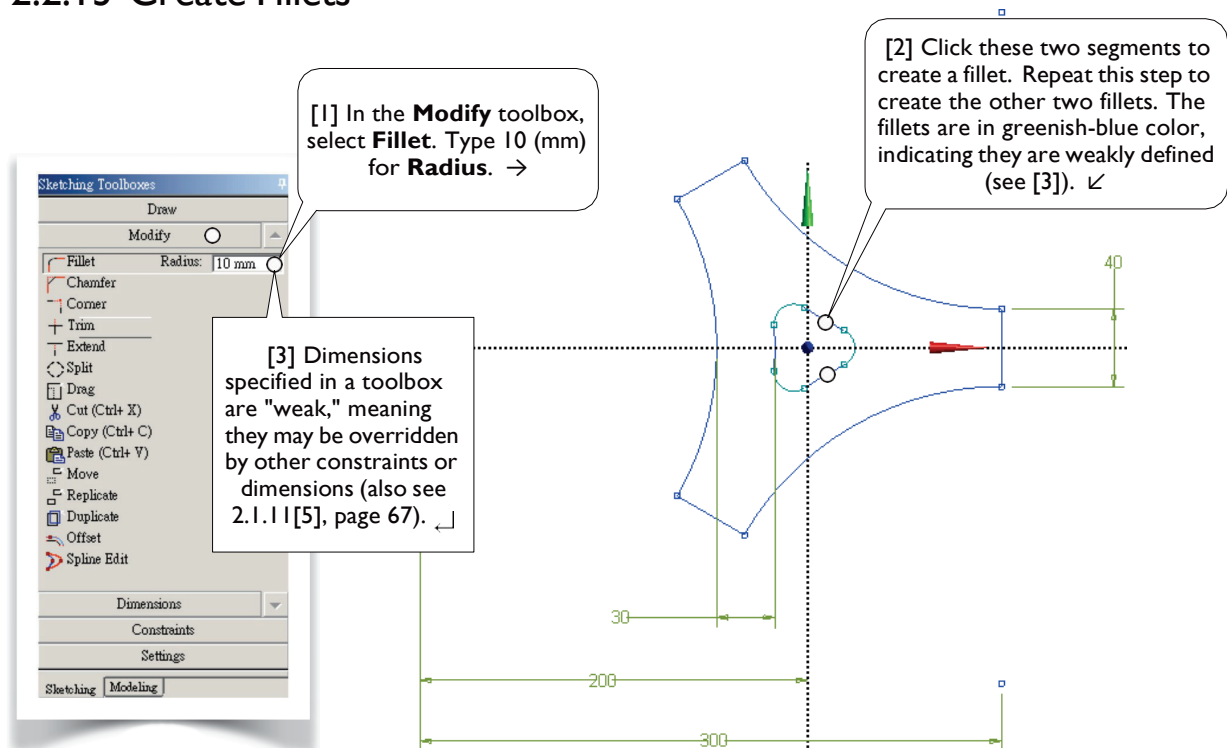 2.2.13 Create Fillets
[1] In the Modify toolbox,
select Fillet. Type 10 (mm)
for Radius. →
[2] Click these two segments to
create a fillet. Repeat this step to
create the other two fillets. The
fillets are in greenish-blue color,
indicating they are weakly defined
(see [3]). ↙
Sketching Toolboxes
Draw
Modify
Fillet Radius: 10 mm
Chamfer
Corner
Trim
Extend
Split
Drag
Cut (Ctrl+ X)
Copy (Ctrl+ C)
Paste (Ctrl+ V)
Move
Replicate
Duplicate
Offset
Spline Edit
Dimensions
Constraints
Settings
Sketching Modeling
[3] Dimensions
specified in a toolbox
are "weak," meaning
they may be overridden
by other constraints or
dimensions (also see
2.1.11[5], page 67). ↵
40
30
200
300